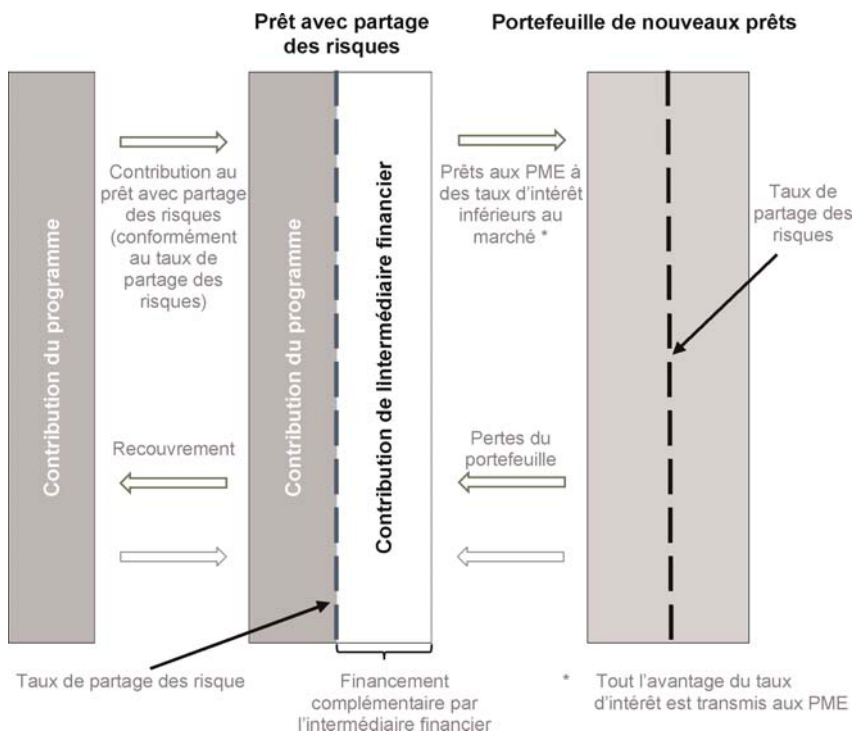 Prêt avec partage
des risques
Portefeuille de nouveaux prêts
Contribution du programme
Contribution au
prêt avec partage
des risques
(conformément
au taux de
partage des
risques)
Recouvrement
Contribution du programme
Contribution de lintermédiaire financier
Prêts aux PME à
des taux d'intérêt
inférieurs au
marché *
Pertes du
portefeuille
Taux de
partage des
risques
Taux de partage des risque
Financement
complémentaire par
l'intermédiaire financier
* Tout l'avantage du taux
d'intérêt est transmis aux PME